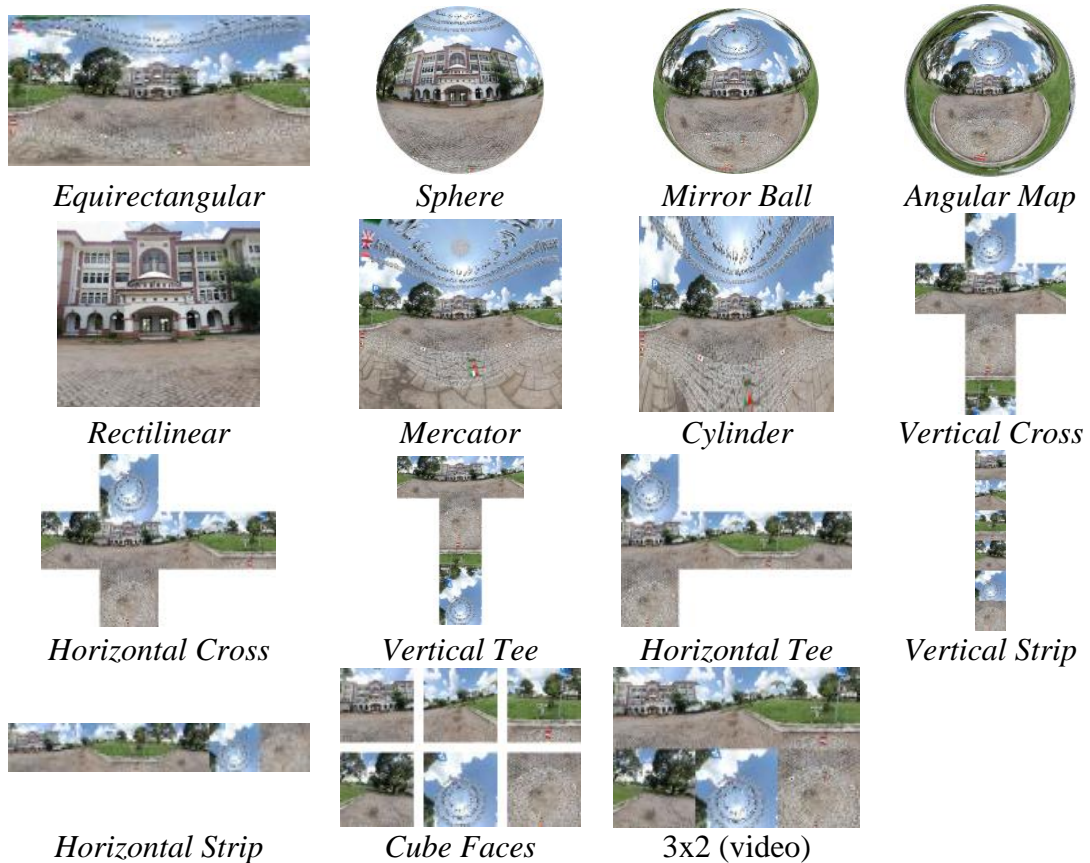 Equirectangular
Sphere
Mirror Ball
Angular Map
Rectilinear
Mercator
Cylinder
Vertical Cross
Horizontal Cross
Vertical Tee
Horizontal Tee
Vertical Strip
Horizontal Strip
Cube Faces
3x2 (video)